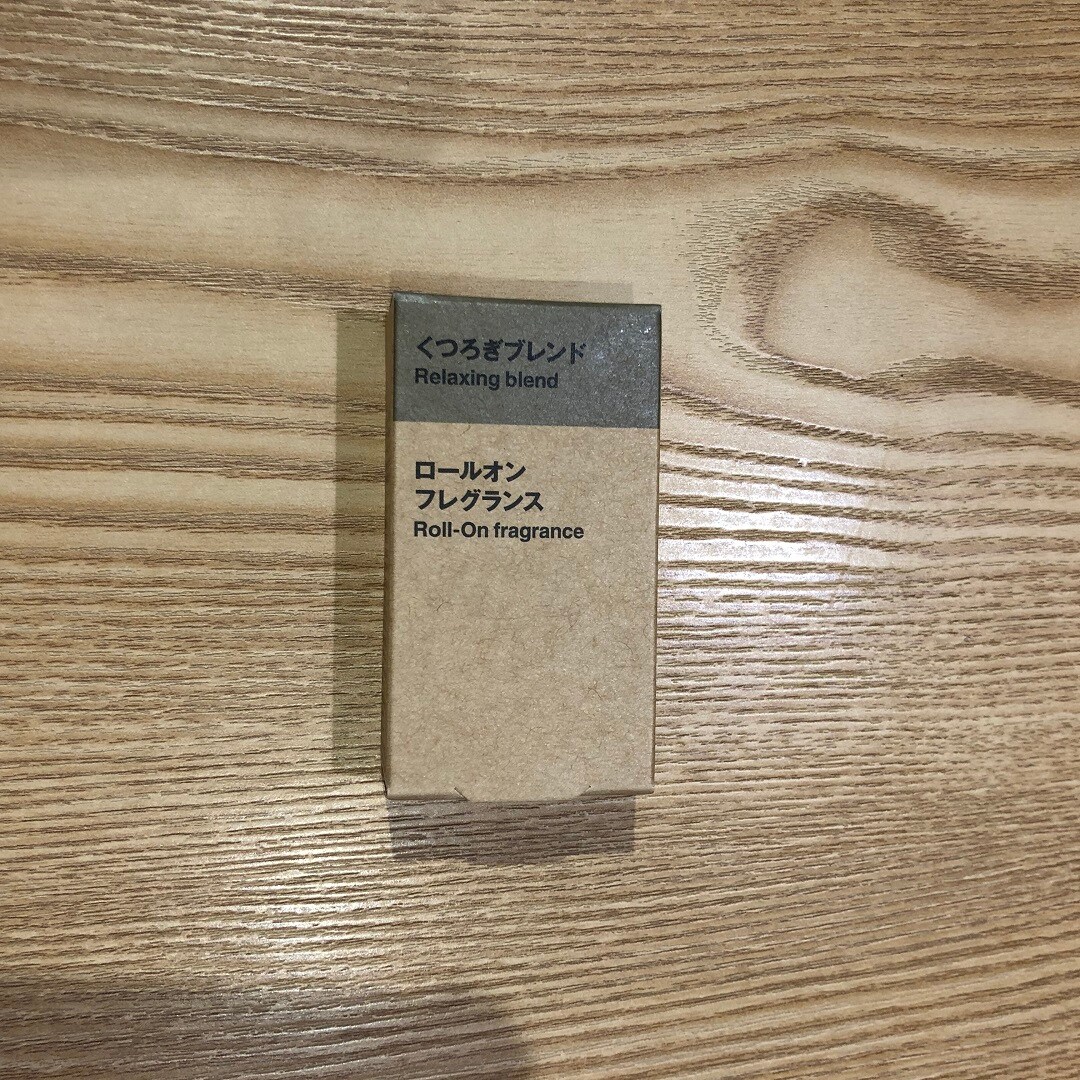 くつろぎブレンド
Relaxing blend
ロールオン
フレグランス
Roll-On fragrance